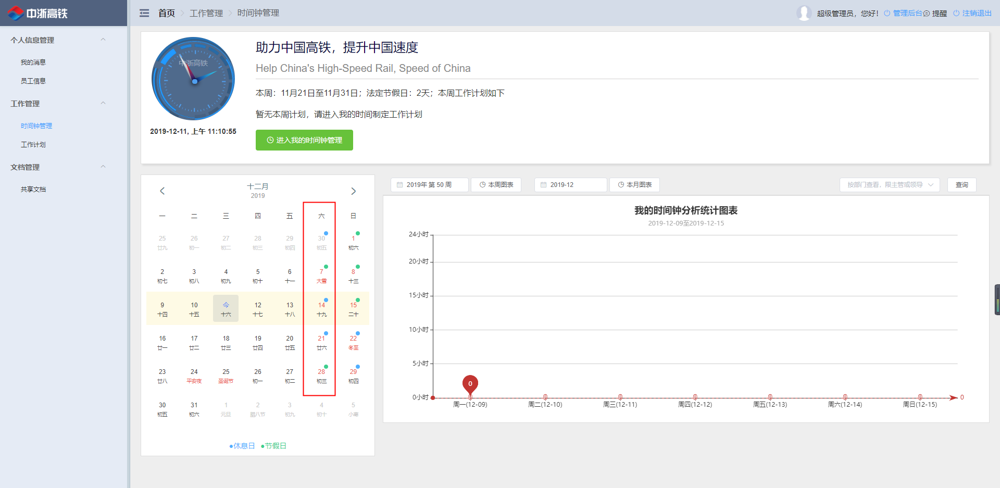 中浙高铁
首页 工作管理 时间钟管理
超级管理员，您好！ 管理后台 提醒 注销退出
个人信息管理
我的消息
员工信息
工作管理
时间钟管理
工作计划
文档管理
共享文档
中浙高铁
2019-12-11, 上午 11:10:55
助力中国高铁，提升中国速度
Help China's High-Speed Rail, Speed of China
本周：11月21日至11月31日；法定节假日：2天；本周工作计划如下
暂无本周计划，请进入我的时间制定工作计划
进入我的时间钟管理
十二月
2019
一 二 三 四 五 六 日
25 26 27 28 29 30 1
廿九 初一 初二 初三 初四 初五 初六
2 3 4 5 6 7 8
初七 初八 初九 初十 十一 大雪 十三
9 10 今 12 13 14 15
十四 十五 十六 十七 十八 十九 二十
16 17 18 19 20 21 22
廿一 廿二 廿三 廿四 廿五 廿六 冬至
23 24 25 26 27 28 29
廿八 平安夜 圣诞节 初一 初二 初三 初四
30 31 1 2 3 4 5
初五 初六 元旦 腊八节 初九 初十 小寒
休息日 节假日
2019年 第 50 周 本周图表 2019-12 本月图表 按部门查看，限主管或领导 查询
我的时间钟分析统计图表
2019-12-09至2019-12-15
24小时
20小时
15小时
10小时
5小时
0
0小时 0 0 0 0 0 0 0 0
周一(12-09) 周二(12-10) 周三(12-11) 周四(12-12) 周五(12-13) 周六(12-14) 周日(12-15)